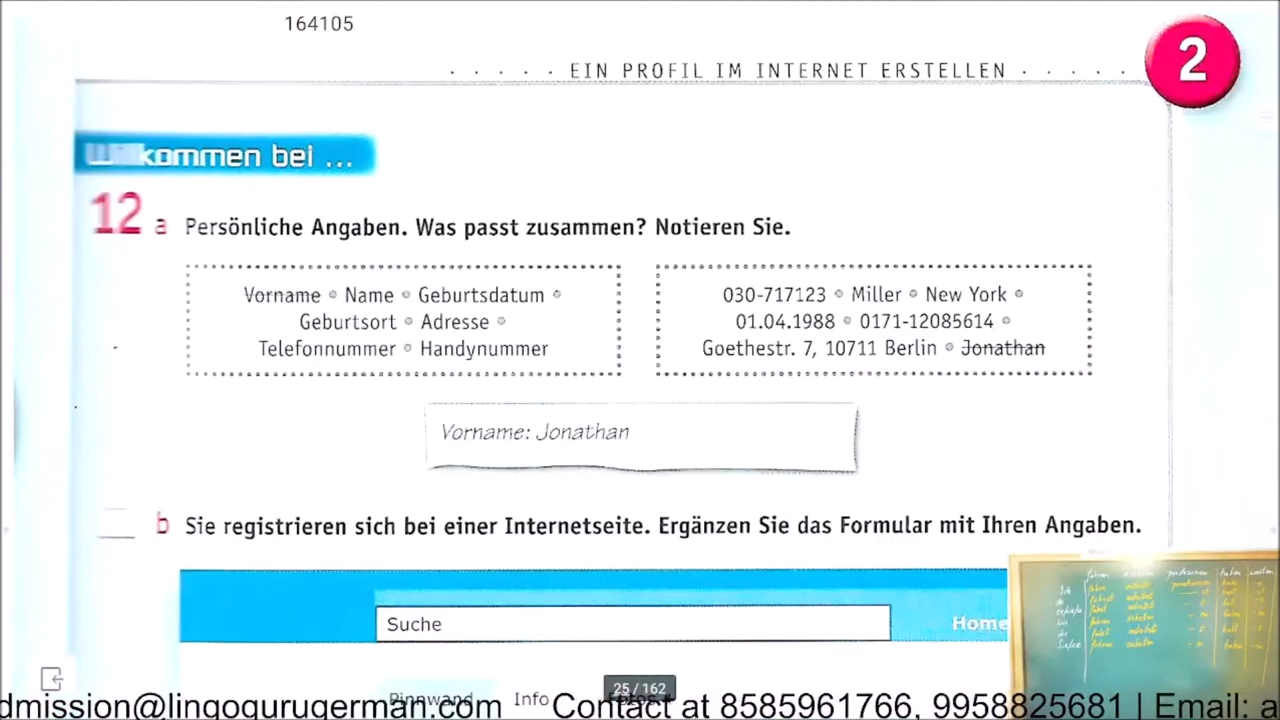 164105
. . . . . EIN PROFIL IM INTERNET ERSTELLEN . . . . .
2
Willkommen bei ...
12 a Persönliche Angaben. Was passt zusammen? Notieren Sie.
Vorname • Name • Geburtsdatum •
Geburtsort • Adresse •
Telefonnummer • Handynummer
030-717123 • Miller • New York •
01.04.1988 • 0171-12085614 •
Goethestr. 7, 10711 Berlin • Jonathan
Vorname: Jonathan
b Sie registrieren sich bei einer Internetseite. Ergänzen Sie das Formular mit Ihren Angaben.
Suche
Home
Pinnwand Info Fotos
25 / 162
dmission@lingogurugerman.com Contact at 8585961766, 9958825681 | Email: a